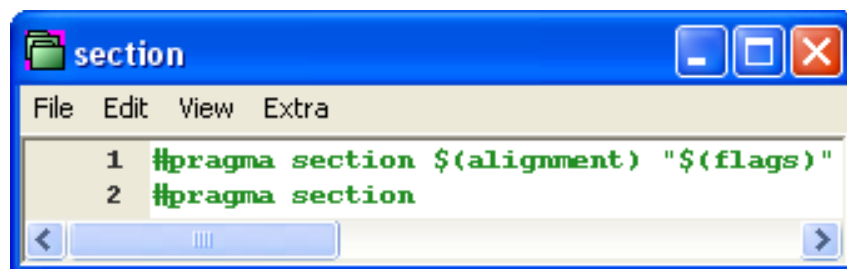 section
File Edit View Extra
1 #pragma section $(alignment) "$(flags)"
2 #pragma section